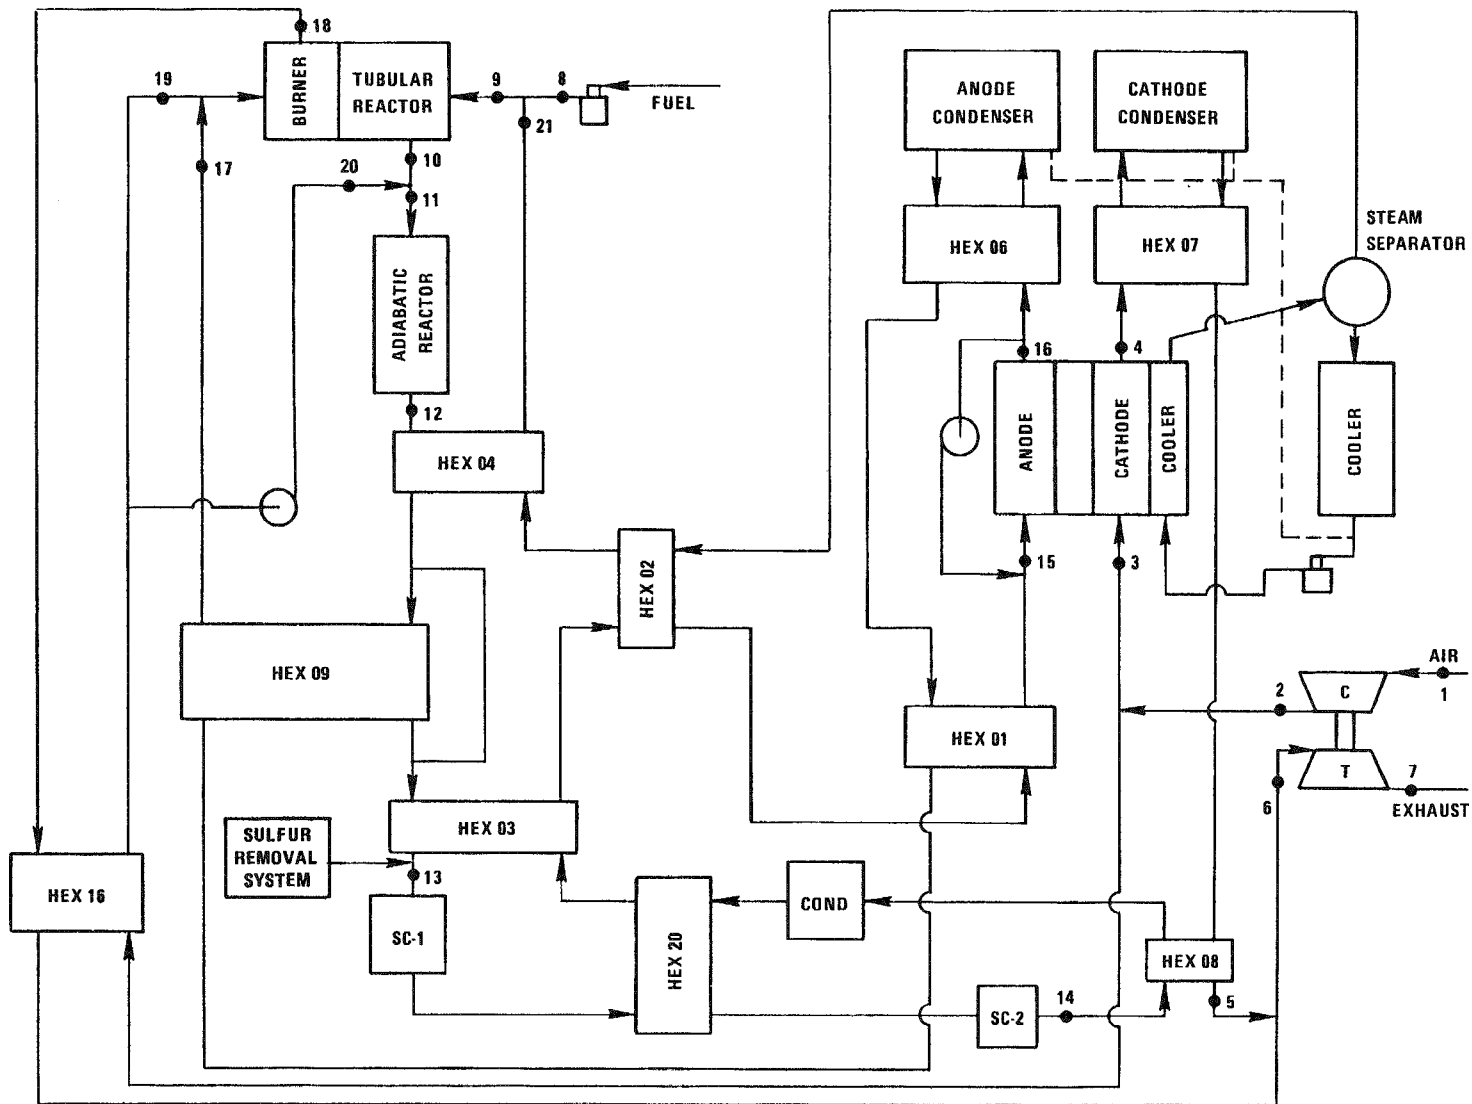 18
19
BURNER
TUBULAR
REACTOR
9
8
FUEL
21
17
10
20
11
ANODE
CONDENSER
CATHODE
CONDENSER
HEX 06
HEX 07
STEAM
SEPARATOR
ADIABATIC
REACTOR
12
HEX 04
16
4
ANODE
CATHODE
COOLER
COOLER
HEX 02
15
3
HEX 09
HEX 01
AIR
1
2
C
T
7
EXHAUST
6
HEX 03
SULFUR
REMOVAL
SYSTEM
13
HEX 16
SC-1
HEX 20
COND
HEX 08
SC-2
14
5